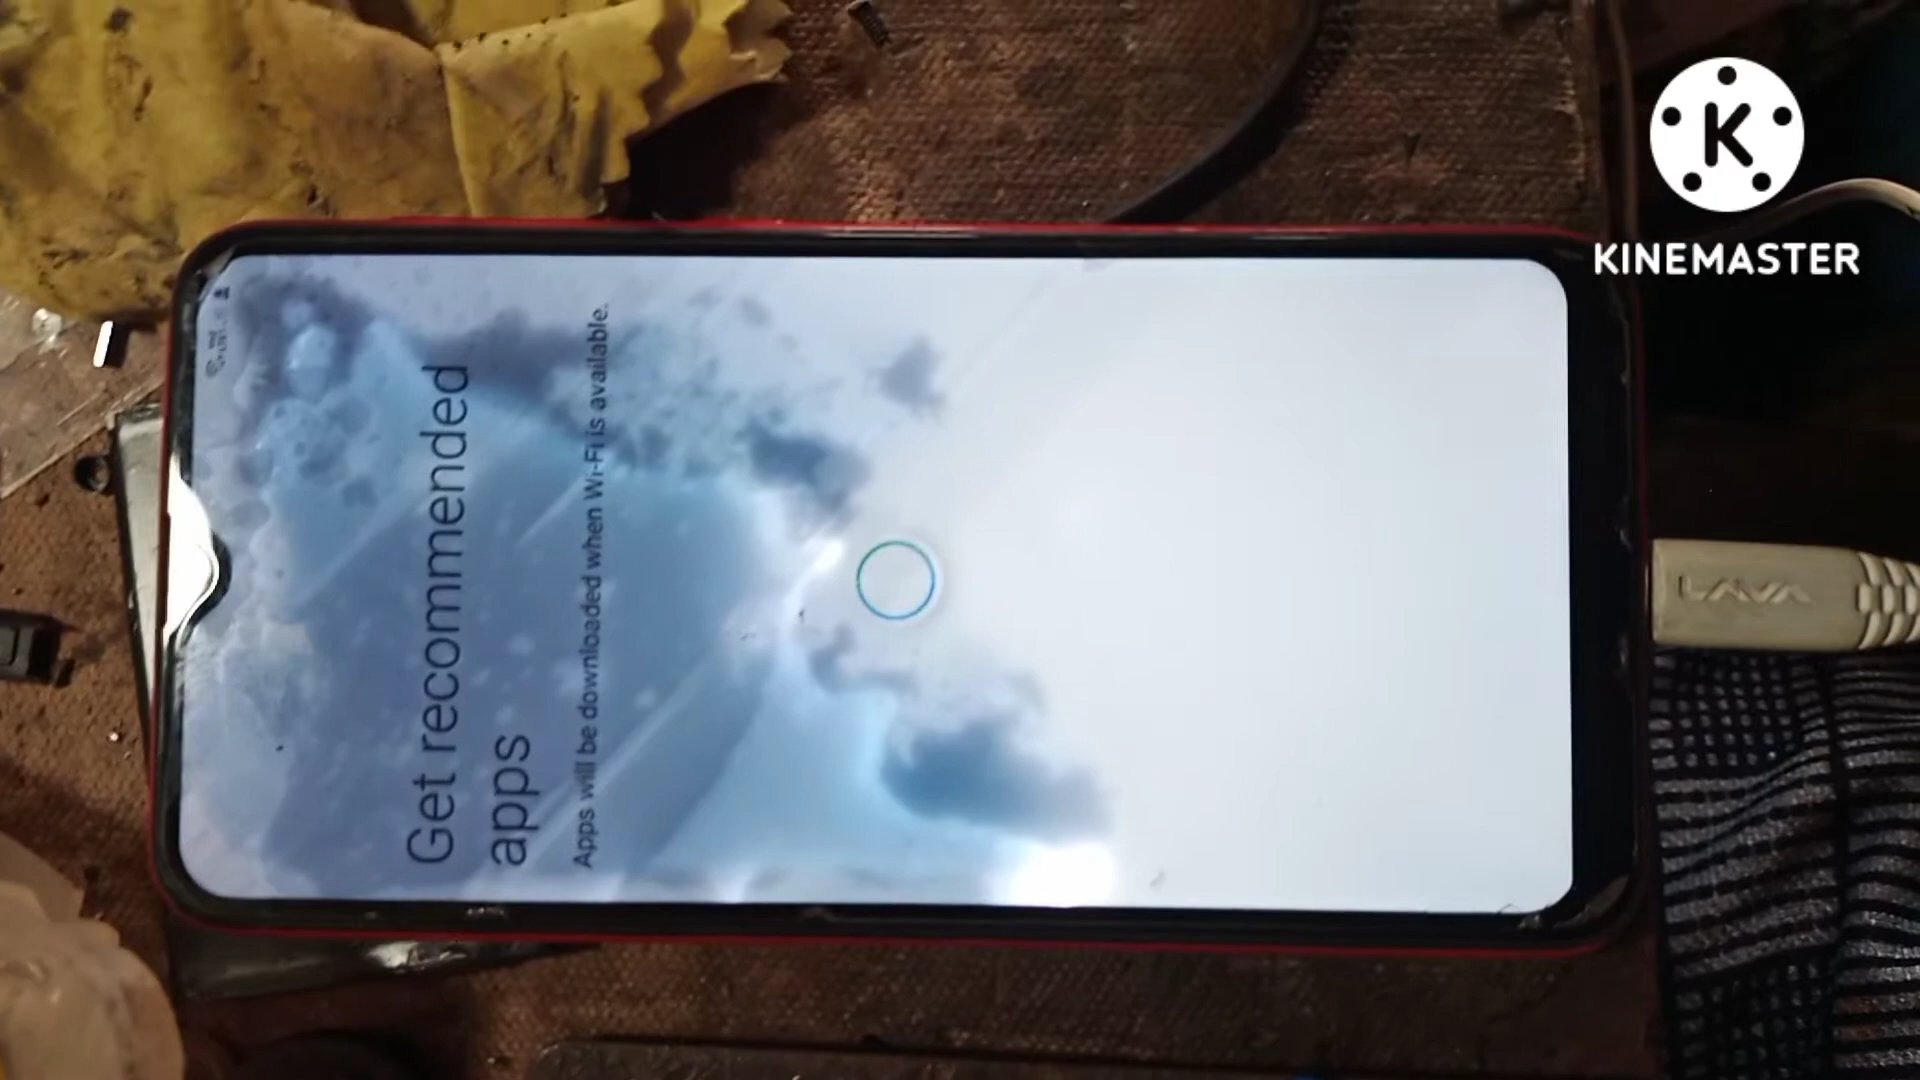 Get recommended
apps
Apps will be downloaded when Wi-Fi is available.
K
KINEMASTER
LAVA